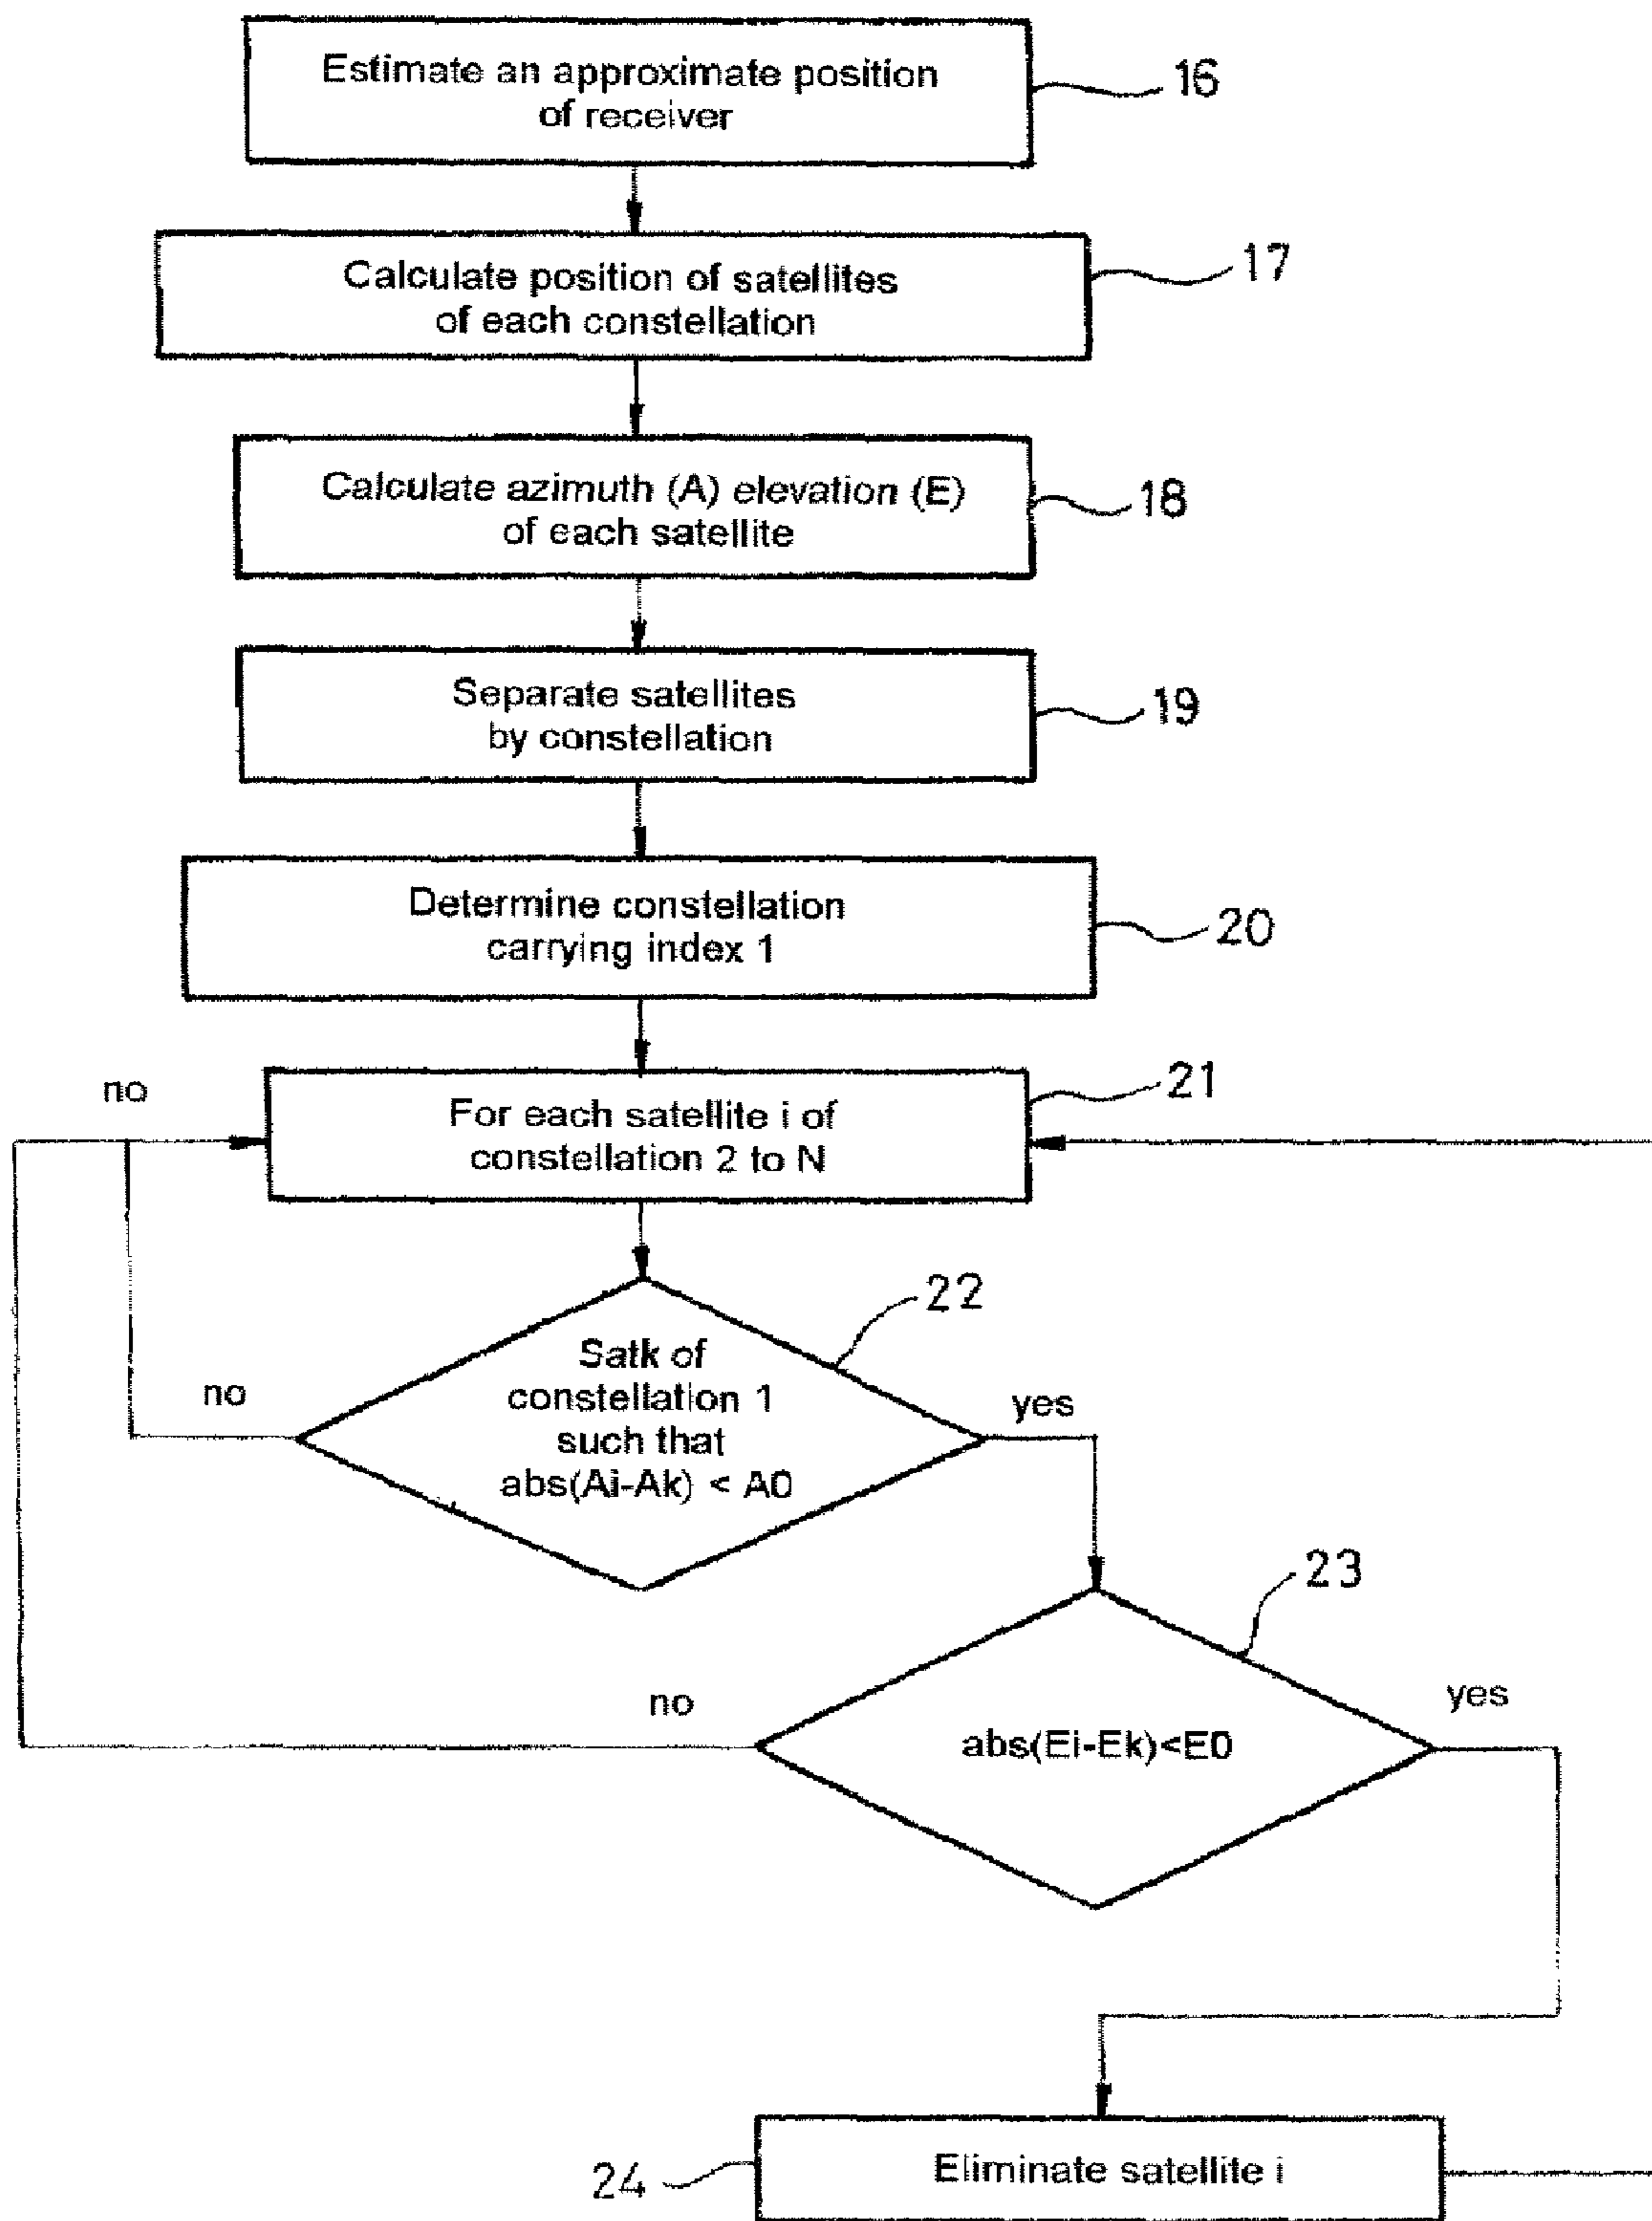 Estimate an approximate position
of receiver
16
Calculate position of satellites
of each constellation
17
Calculate azimuth (A) elevation (E)
of each satellite
18
Separate satellites
by constellation
19
Determine constellation
carrying index 1
20
no
For each satellite i of
constellation 2 to N
21
22
Satk of
constellation 1
such that
abs(Ai-Ak) < A0
no
yes
23
no
abs(Ei-Ek)<E0
yes
Eliminate satellite i
24